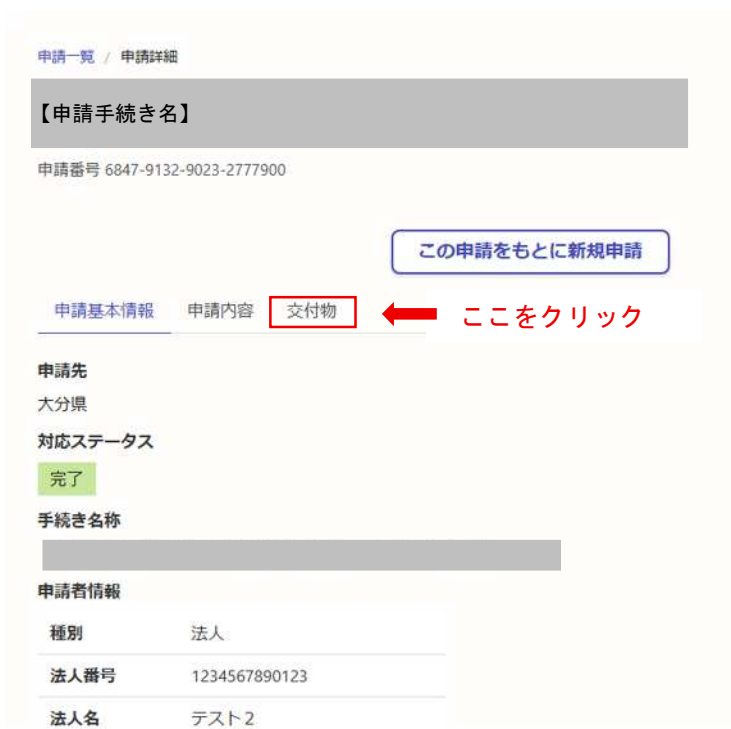 申請一覧 / 申請詳細
【申請手続き名】
申請番号 6847-9132-9023-2777900
この申請をもとに新規申請
申請基本情報 申請内容 交付物 ここをクリック
申請先
大分県
対応ステータス
完了
手続き名称
申請者情報
種別 法人
法人番号 1234567890123
法人名 テスト2